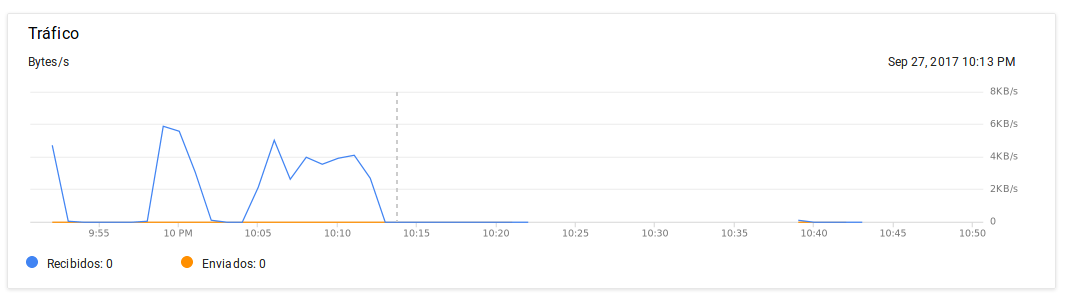 Tráfico
Bytes/s
Sep 27, 2017 10:13 PM
8KB/s
6KB/s
4KB/s
2KB/s
0
9:55 10 PM 10:05 10:10 10:15 10:20 10:25 10:30 10:35 10:40 10:45 10:50
Recibidos: 0 Enviados: 0